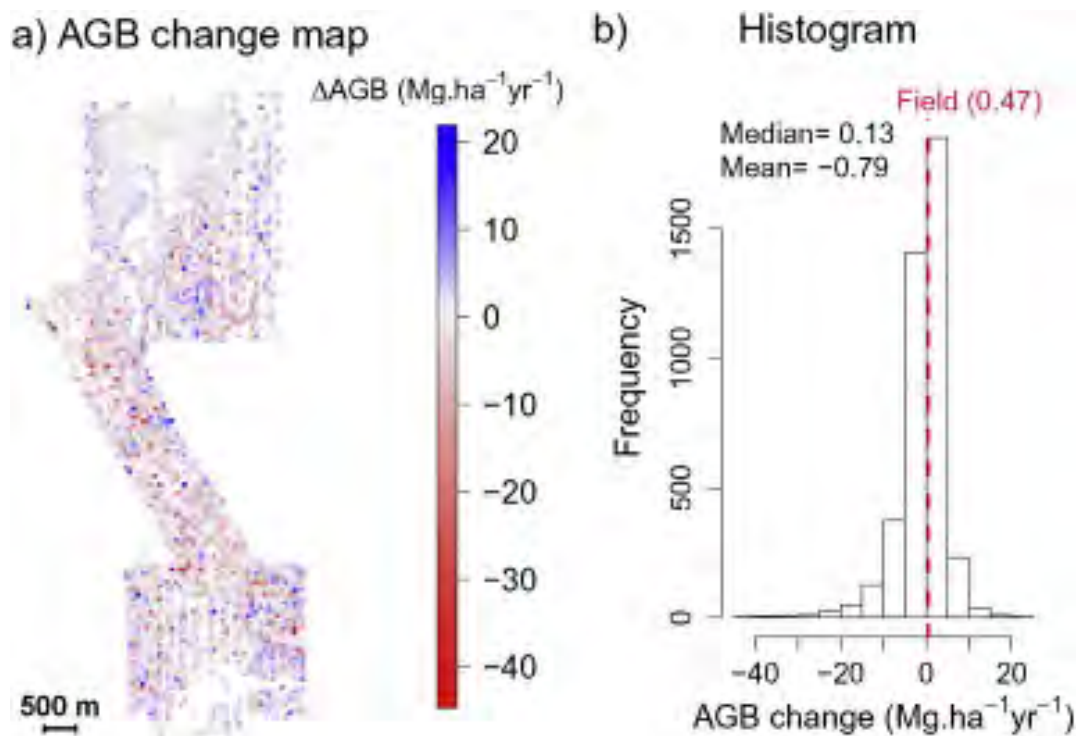 a) AGB change map
ΔAGB (Mg.ha⁻¹yr⁻¹)
20
10
0
−10
−20
−30
−40
500 m
b) Histogram
Field (0.47)
Median= 0.13
Mean= −0.79
Frequency
0
500
1000
1500
−40
−20
0
20
AGB change (Mg.ha⁻¹yr⁻¹)